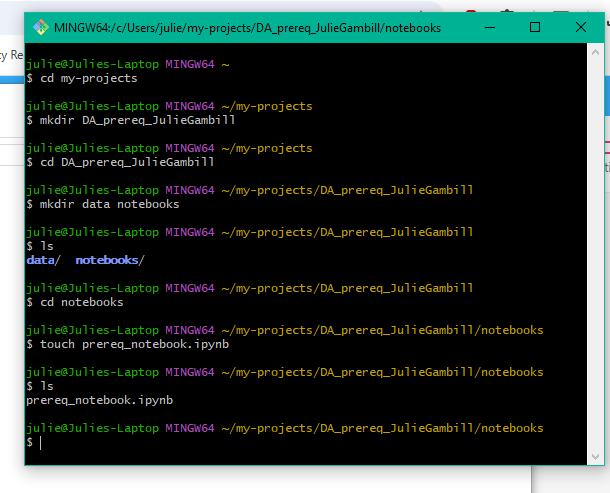 MINGW64:/c/Users/julie/my-projects/DA_prereq_JulieGambill/notebooks
julie@Julies-Laptop MINGW64 ~
$ cd my-projects
julie@Julies-Laptop MINGW64 ~/my-projects
$ mkdir DA_prereq_JulieGambill
julie@Julies-Laptop MINGW64 ~/my-projects
$ cd DA_prereq_JulieGambill
julie@Julies-Laptop MINGW64 ~/my-projects/DA_prereq_JulieGambill
$ mkdir data notebooks
julie@Julies-Laptop MINGW64 ~/my-projects/DA_prereq_JulieGambill
$ ls
data/ notebooks/
julie@Julies-Laptop MINGW64 ~/my-projects/DA_prereq_JulieGambill
$ cd notebooks
julie@Julies-Laptop MINGW64 ~/my-projects/DA_prereq_JulieGambill/notebooks
$ touch prereq_notebook.ipynb
julie@Julies-Laptop MINGW64 ~/my-projects/DA_prereq_JulieGambill/notebooks
$ ls
prereq_notebook.ipynb
julie@Julies-Laptop MINGW64 ~/my-projects/DA_prereq_JulieGambill/notebooks
$